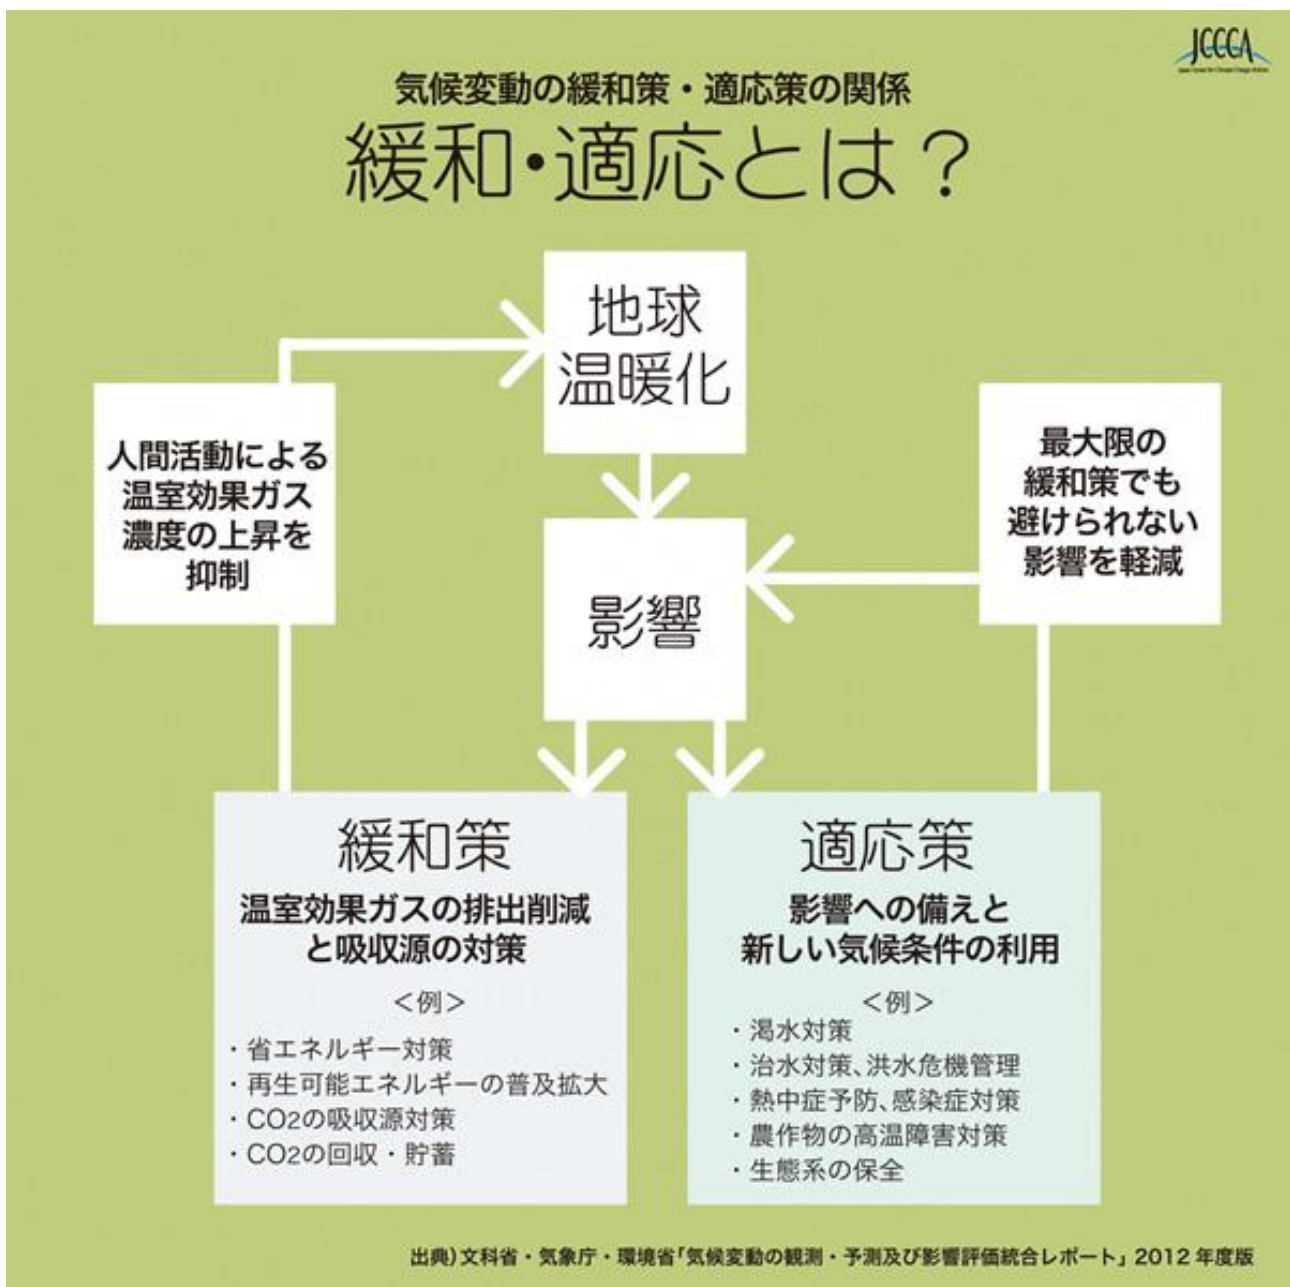 JCCCA
Japan Center for Climate Change Actions
気候変動の緩和策・適応策の関係
緩和・適応とは？
地球
温暖化
人間活動による
温室効果ガス
濃度の上昇を
抑制
最大限の
緩和策でも
避けられない
影響を軽減
影響
緩和策
温室効果ガスの排出削減
と吸収源の対策
＜例＞
・省エネルギー対策
・再生可能エネルギーの普及拡大
・CO2の吸収源対策
・CO2の回収・貯蓄
適応策
影響への備えと
新しい気候条件の利用
＜例＞
・渇水対策
・治水対策、洪水危機管理
・熱中症予防、感染症対策
・農作物の高温障害対策
・生態系の保全
出典）文科省・気象庁・環境省「気候変動の観測・予測及び影響評価統合レポート」2012 年度版